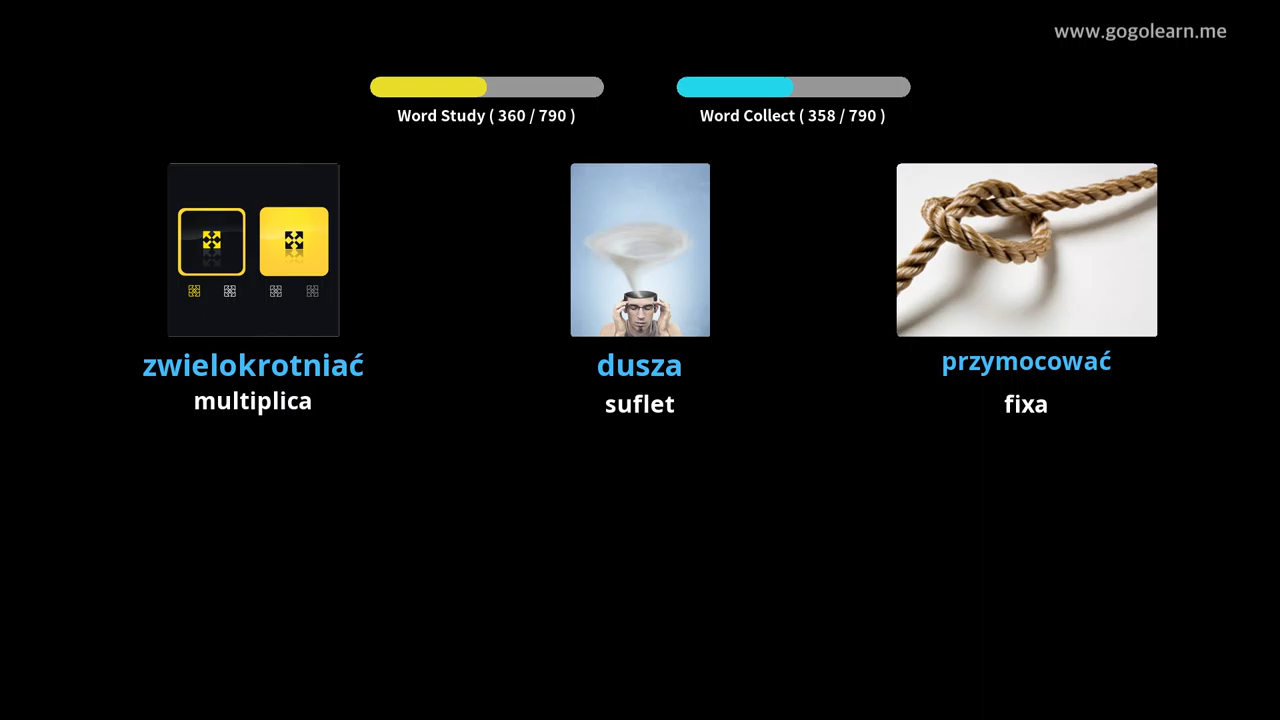 www.gogolearn.me
Word Study ( 360 / 790 )
Word Collect ( 358 / 790 )
zwielokrotniać
multiplica
dusza
suflet
przymocować
fixa